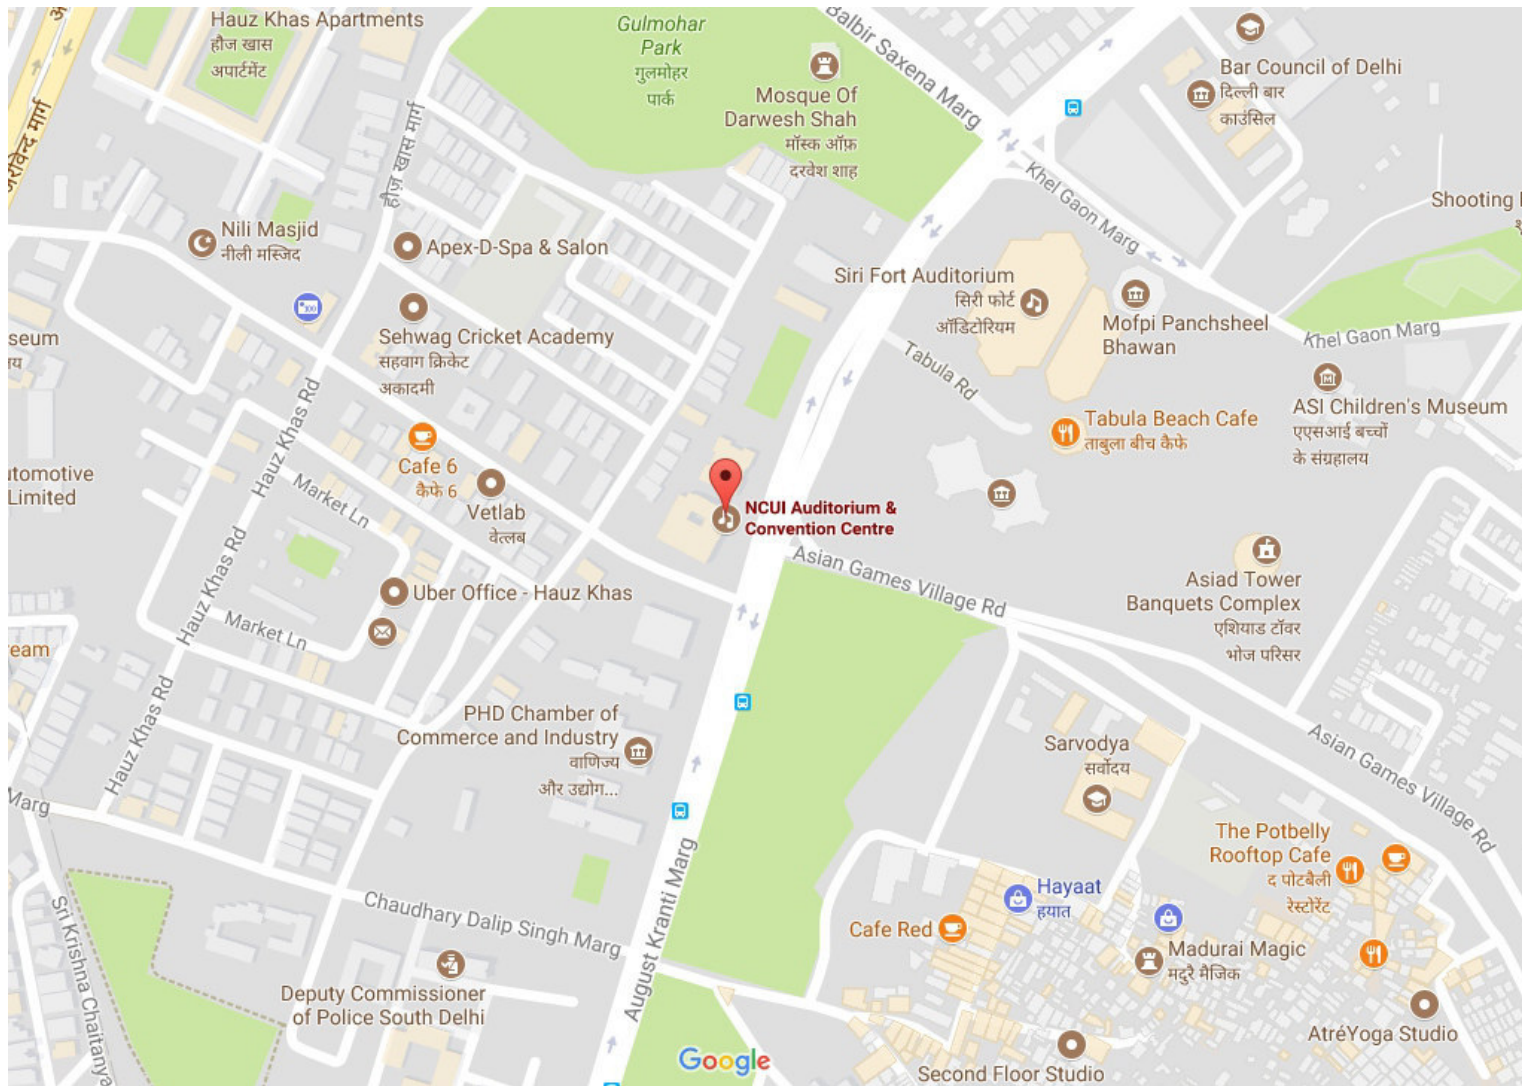 Hauz Khas Apartments
हौज खास
अपार्टमेंट
Gulmohar
Park
गुलमोहर
पार्क
Balbir Saxena Marg
Mosque Of
Darwesh Shah
मॉस्क ऑफ़
दरवेश शाह
Bar Council of Delhi
दिल्ली बार
काउंसिल
हौज़ खास मार्ग
Khel Gaon Marg
Shooting
Nili Masjid
नीली मस्जिद
Apex-D-Spa & Salon
Siri Fort Auditorium
सिरी फोर्ट
ऑडिटोरियम
Mofpi Panchsheel
Bhawan
Khel Gaon Marg
300
Sehwag Cricket Academy
सहवाग क्रिकेट
अकादमी
seum
य
Tabula Rd
ASI Children's Museum
एएसआई बच्चों
के संग्रहालय
Tabula Beach Cafe
ताबुला बीच कैफे
Hauz Khas Rd
Cafe 6
कैफे 6
utomotive
Limited
Market Ln
Vetlab
वेत्लब
NCUI Auditorium &
Convention Centre
Asian Games Village Rd
Hauz Khas Rd
Uber Office - Hauz Khas
Market Ln
Asiad Tower
Banquets Complex
एशियाड टॉवर
भोज परिसर
eam
Hauz Khas Rd
PHD Chamber of
Commerce and Industry
वाणिज्य
और उद्योग...
Sarvodya
सर्वोदय
Asian Games Village Rd
Marg
The Potbelly
Rooftop Cafe
द पोटबैली
रेस्टोरेंट
August Kranti Marg
Chaudhary Dalip Singh Marg
Hayaat
हयात
Cafe Red
Madurai Magic
मदुरै मैजिक
Sri Krishna Chaitanya
Deputy Commissioner
of Police South Delhi
AtréYoga Studio
Google
Second Floor Studio